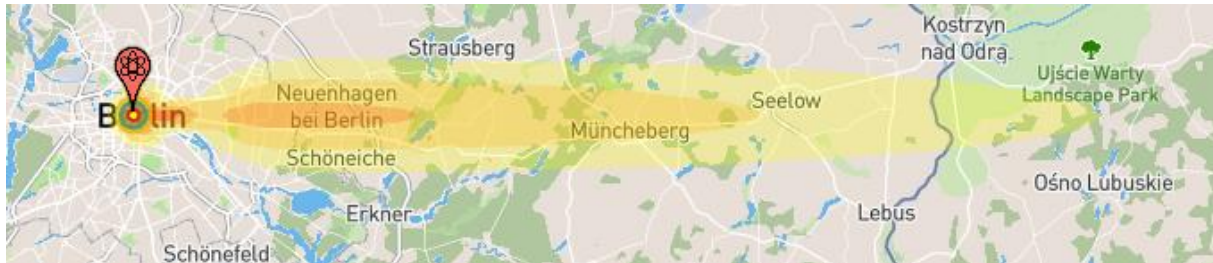 Kostrzyn
nad Odrą
Strausberg
Ujście Warty
Landscape Park
Neuenhagen
bei Berlin
Seelow
Berlin
Müncheberg
Schöneiche
Ośno Lubuskie
Erkner
Lebus
Schönefeld